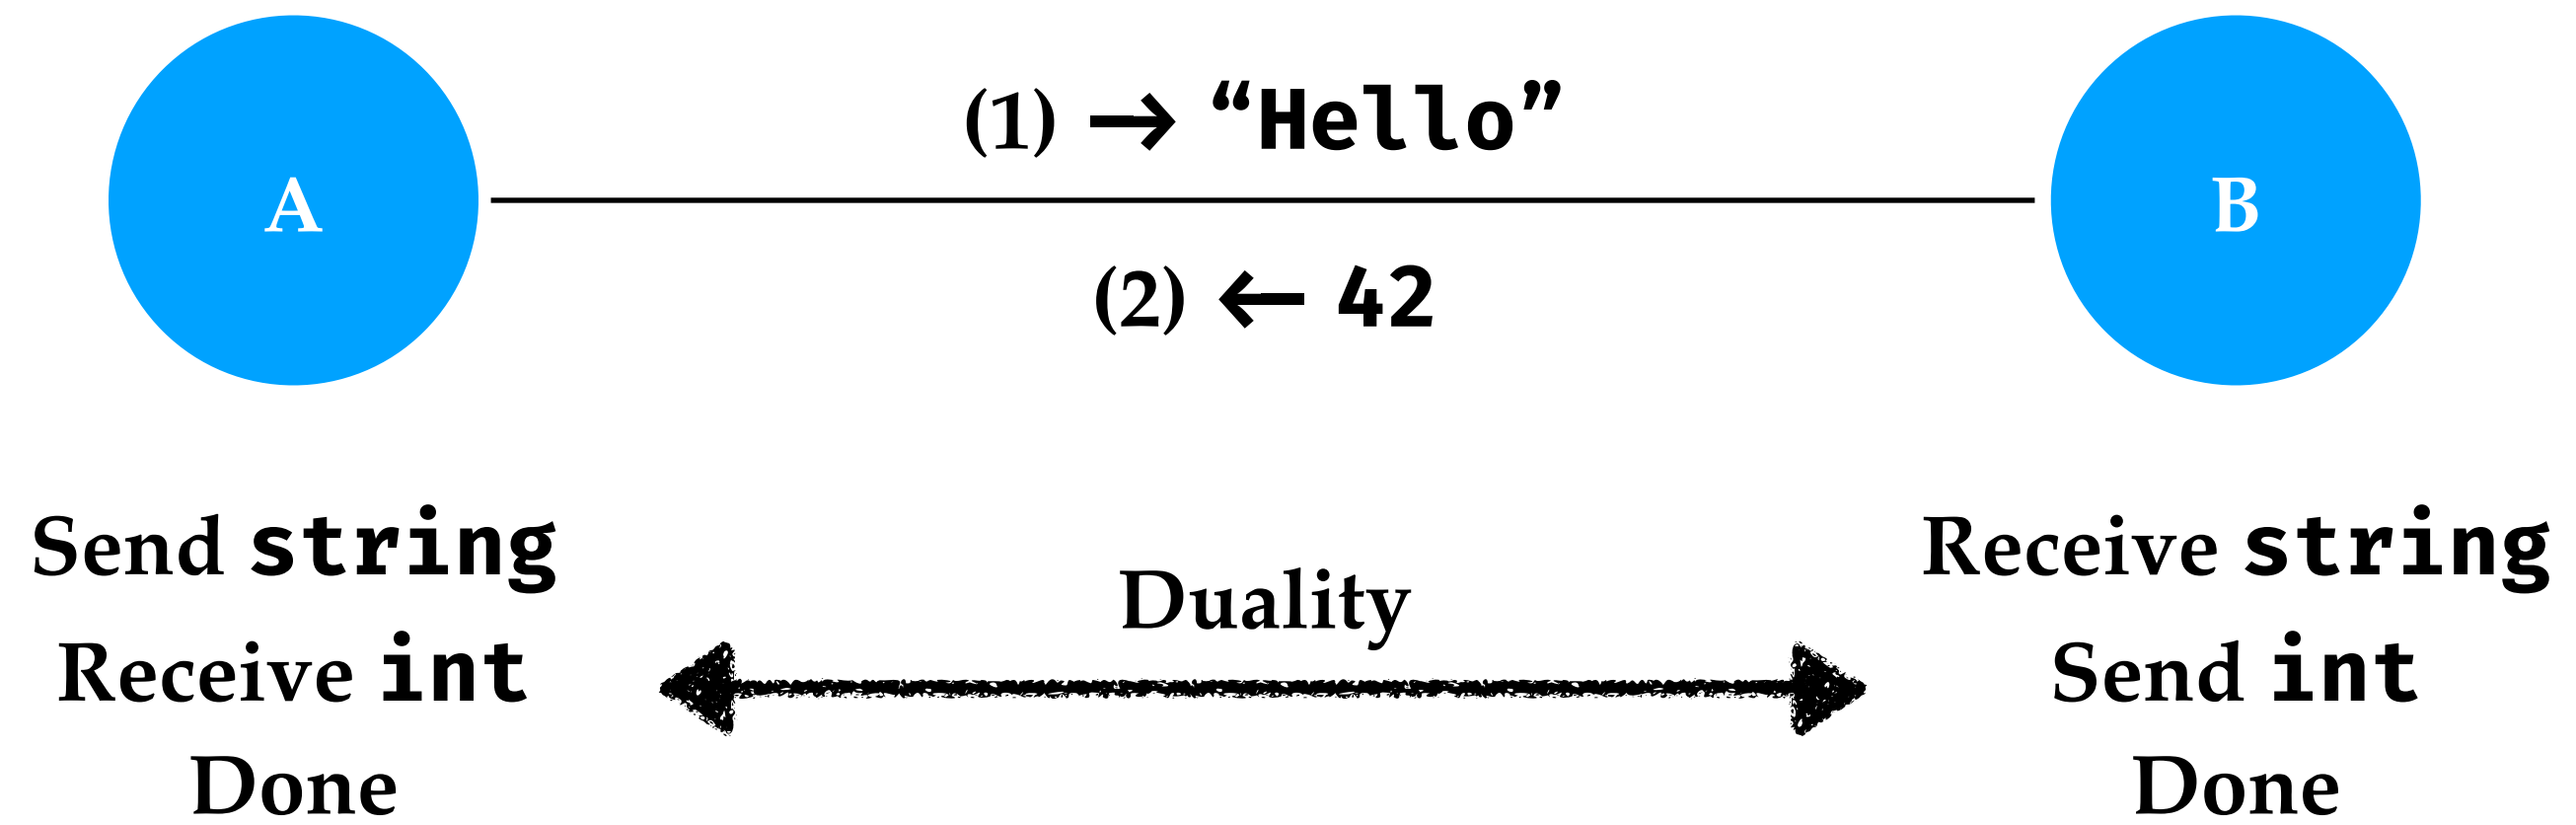 A
(1) → “Hello”
B
(2) ← 42
Send string
Receive int
Done
Duality
Receive string
Send int
Done